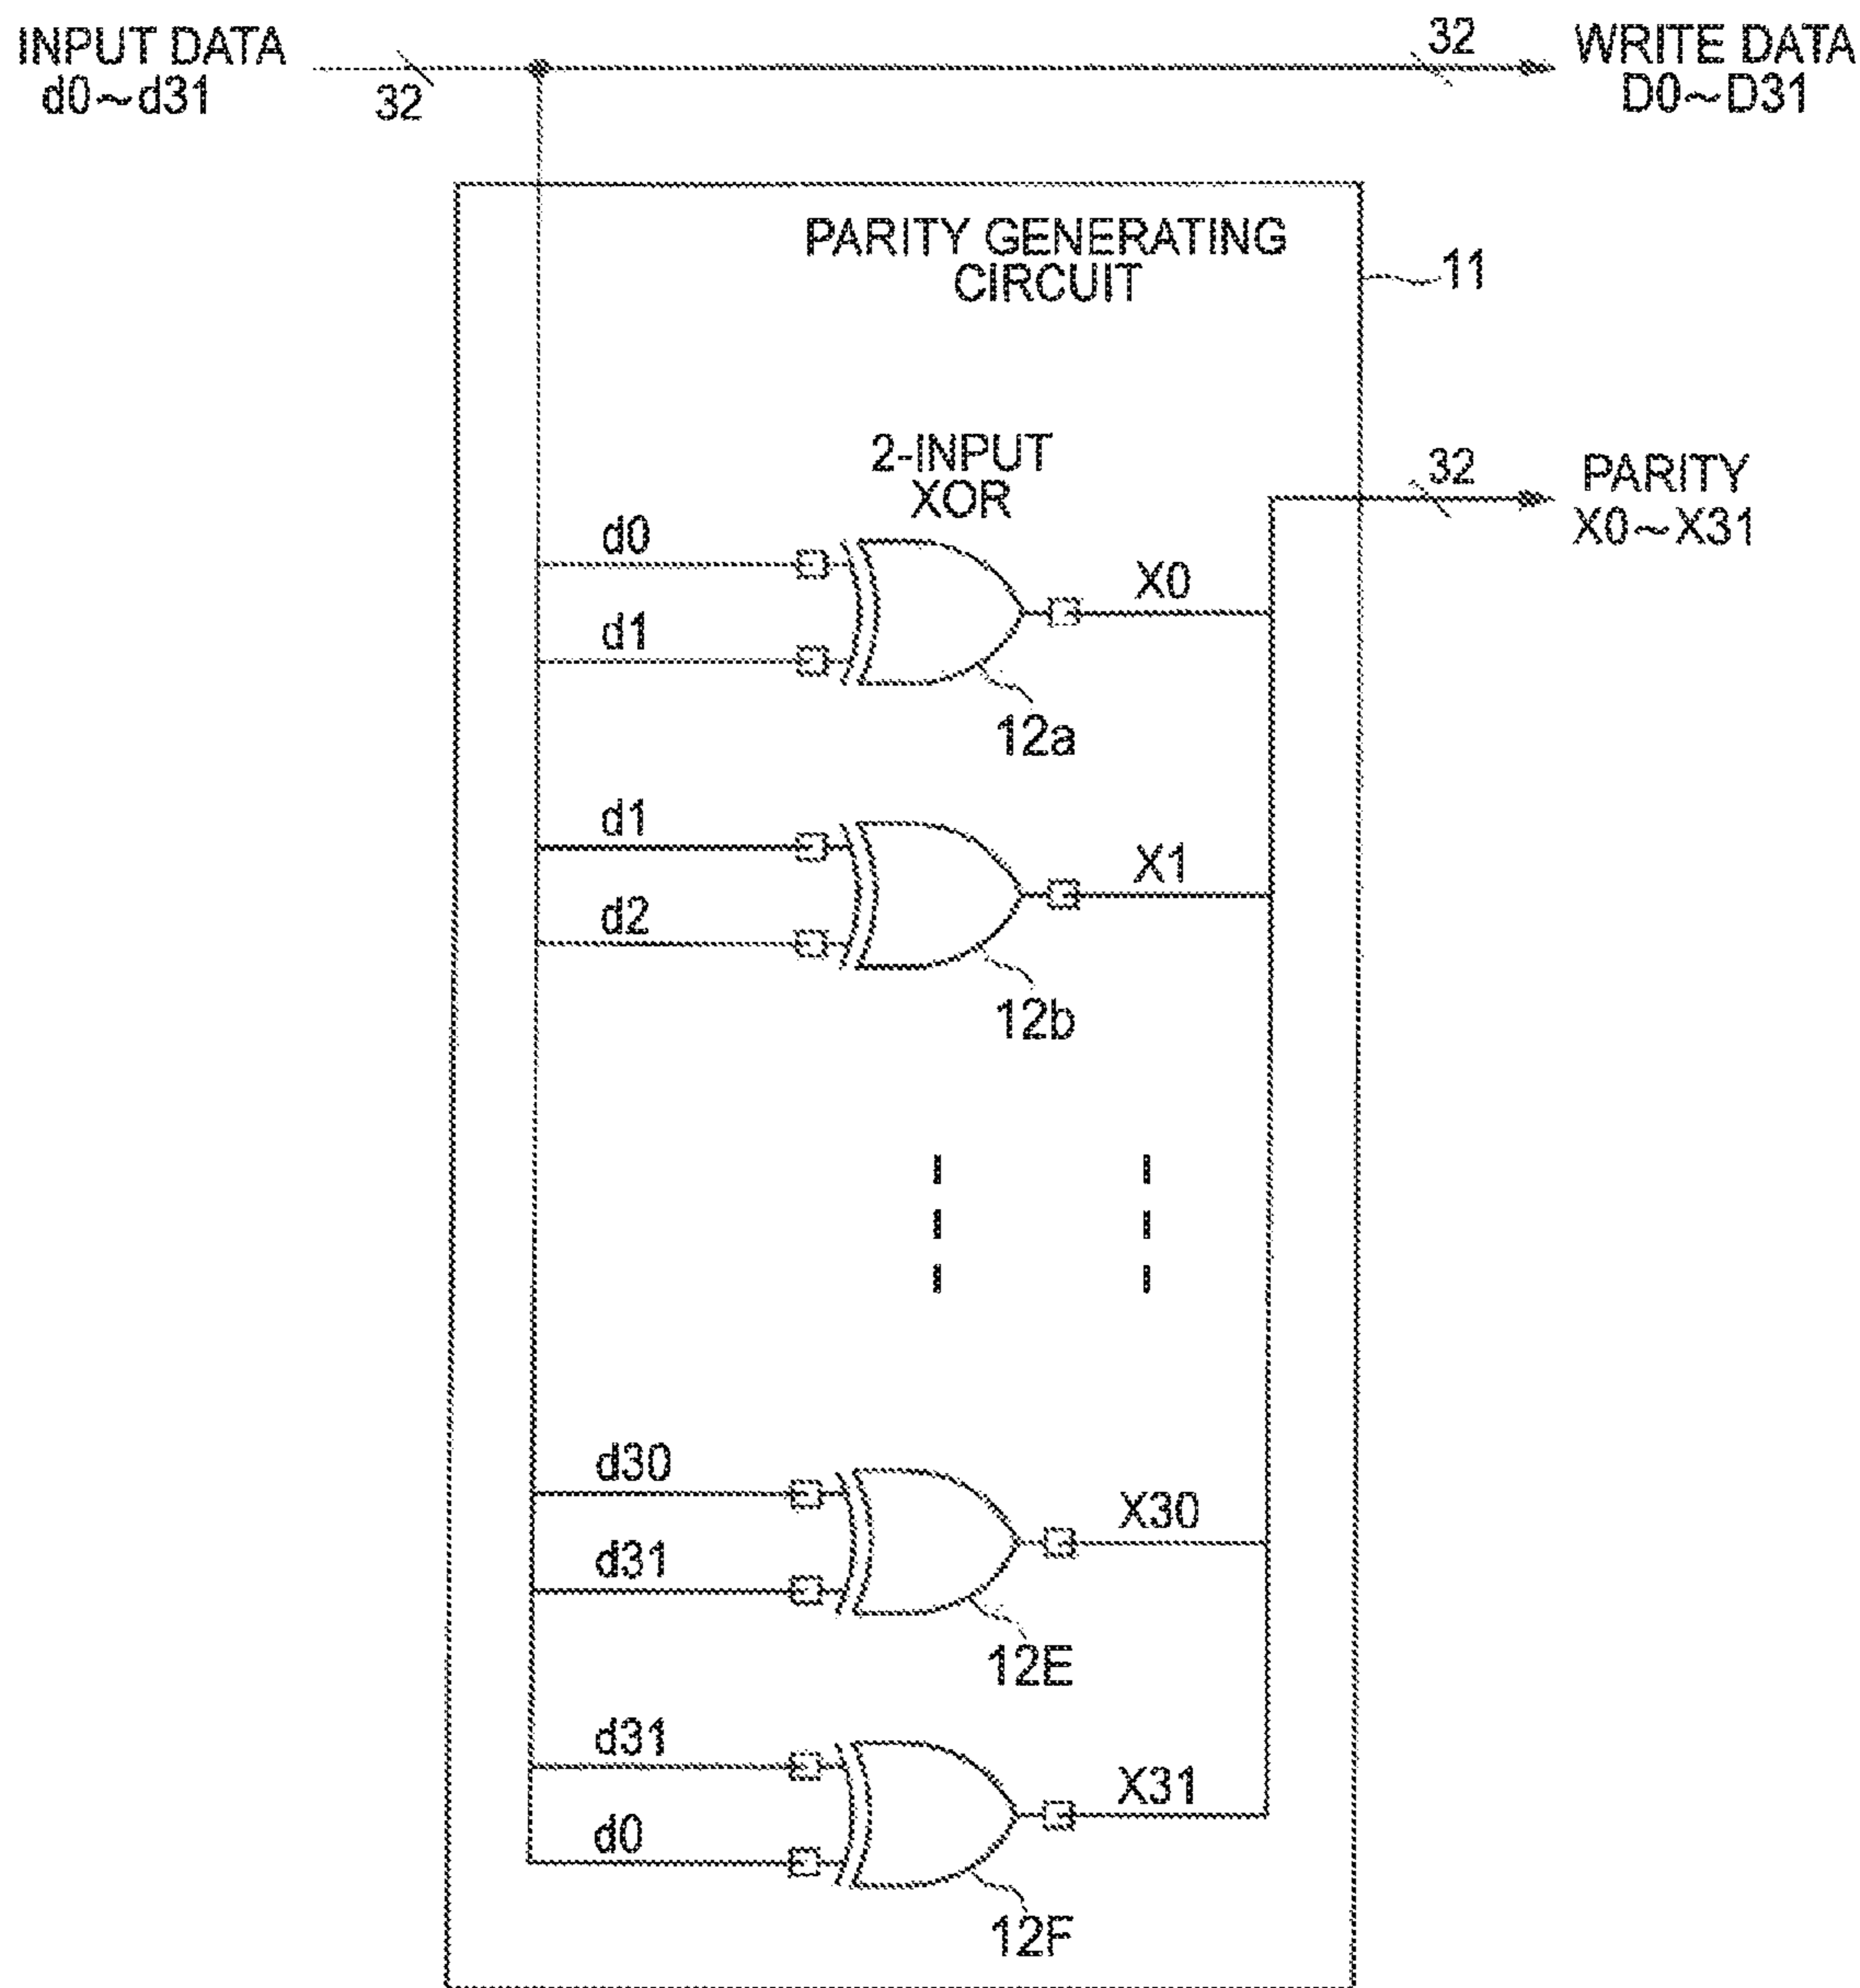 INPUT DATA
d0~d31
32
32
WRITE DATA
D0~D31
PARITY GENERATING
CIRCUIT
11
2-INPUT
XOR
32
PARITY
X0~X31
d0
d1
X0
12a
d1
d2
X1
12b
d30
d31
X30
12E
d31
d0
X31
12F